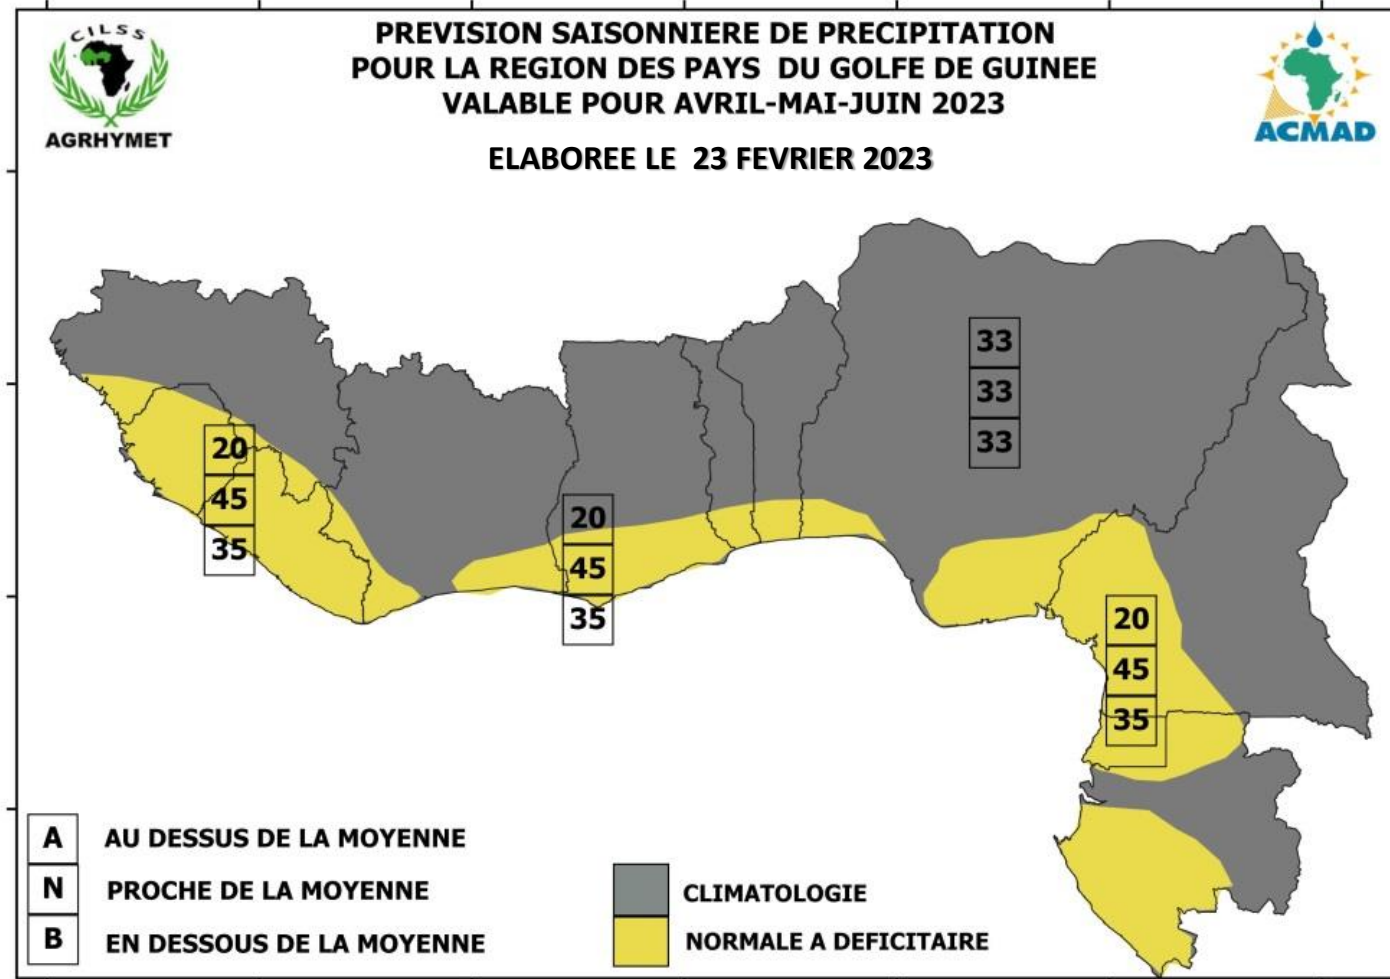 CILSS
AGRHYMET
PREVISION SAISONNIERE DE PRECIPITATION
POUR LA REGION DES PAYS DU GOLFE DE GUINEE
VALABLE POUR AVRIL-MAI-JUIN 2023
ELABOREE LE 23 FEVRIER 2023
ACMAD
33
33
33
20
45
35
20
45
35
20
45
35
A AU DESSUS DE LA MOYENNE
N PROCHE DE LA MOYENNE
B EN DESSOUS DE LA MOYENNE
CLIMATOLOGIE
NORMALE A DEFICITAIRE